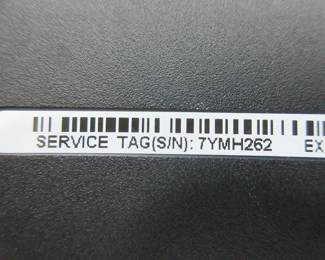 SERVICE TAG(S/N): 7YMH262 EX